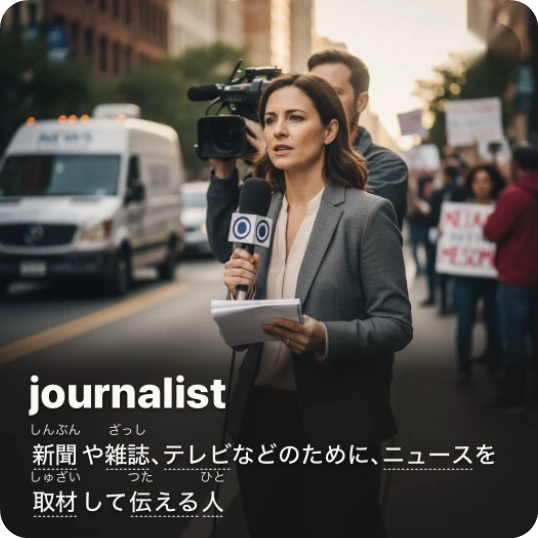 NEWS
journalist
しんぶん ざっし
新聞や雑誌、テレビなどのために、ニュースを
しゅざい つた ひと
取材して伝える人